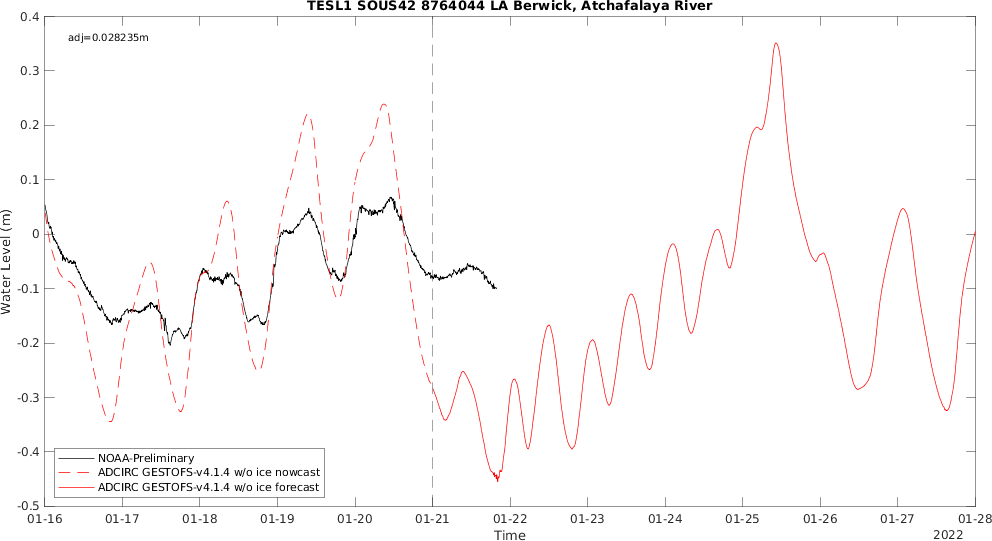 TESL1 SOUS42 8764044 LA Berwick, Atchafalaya River
adj=0.028235m
0.4
0.3
0.2
0.1
0
-0.1
-0.2
-0.3
-0.4
-0.5
Water Level (m)
NOAA-Preliminary
ADCIRC GESTOFS-v4.1.4 w/o ice nowcast
ADCIRC GESTOFS-v4.1.4 w/o ice forecast
01-16 01-17 01-18 01-19 01-20 01-21 01-22 01-23 01-24 01-25 01-26 01-27 01-28
Time
2022